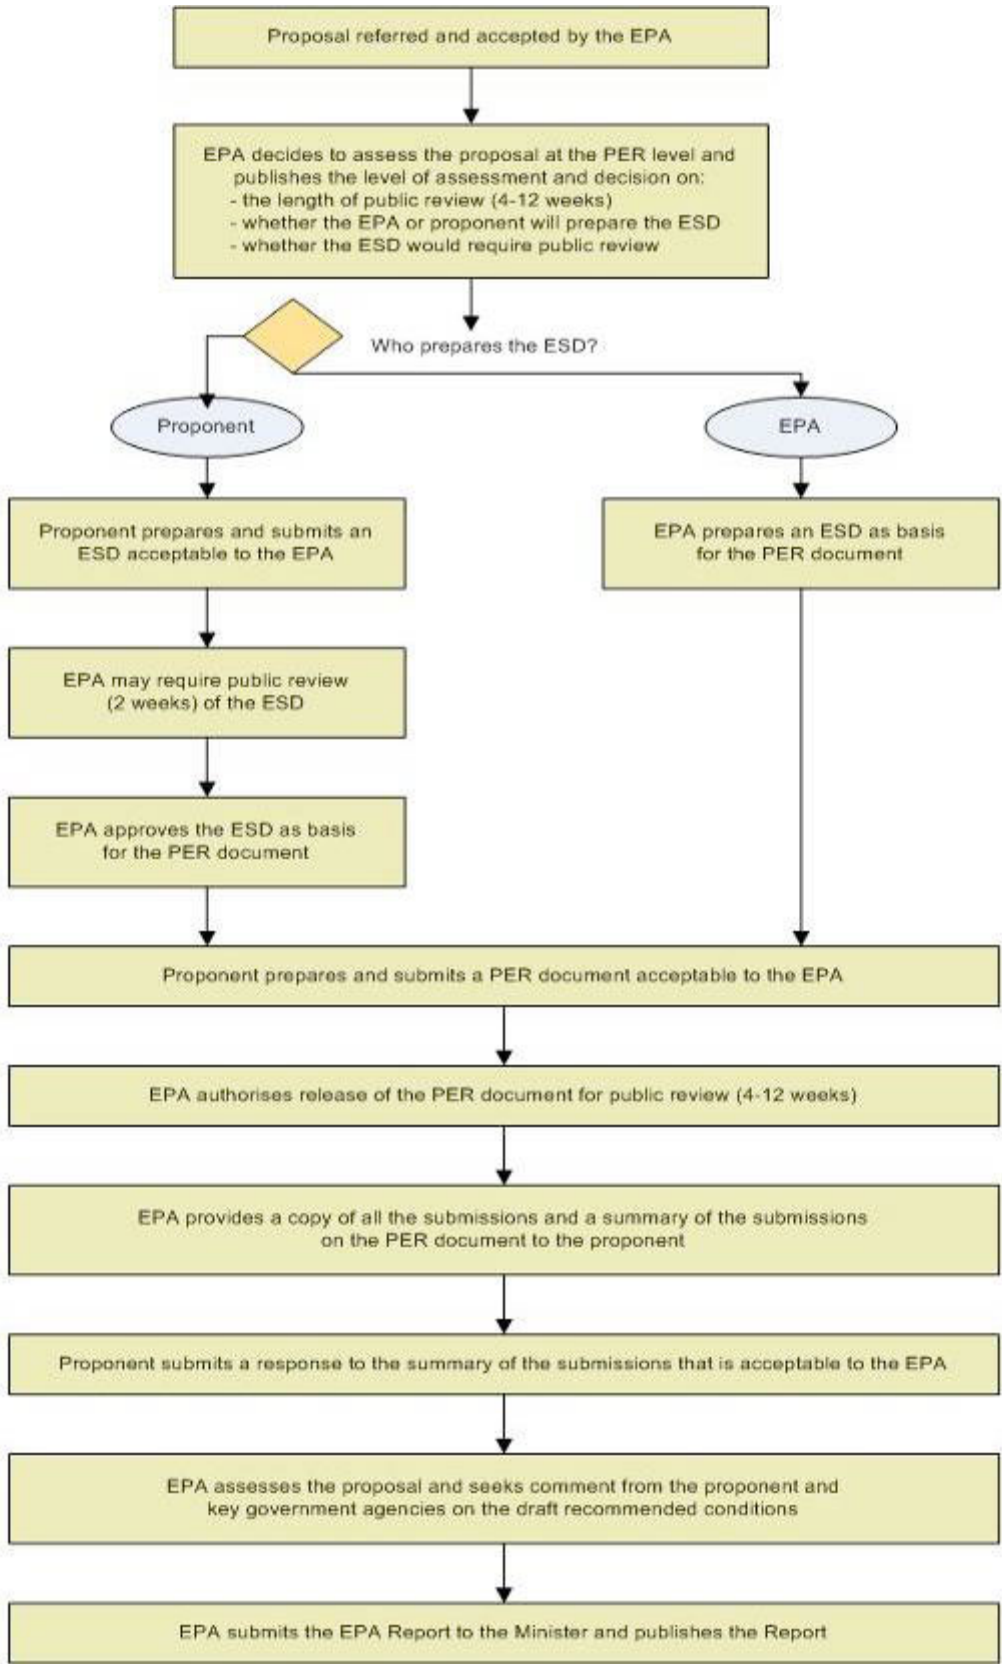 Proposal referred and accepted by the EPA
EPA decides to assess the proposal at the PER level and
publishes the level of assessment and decision on:
- the length of public review (4-12 weeks)
- whether the EPA or proponent will prepare the ESD
- whether the ESD would require public review
Who prepares the ESD?
Proponent
EPA
Proponent prepares and submits an
ESD acceptable to the EPA
EPA prepares an ESD as basis
for the PER document
EPA may require public review
(2 weeks) of the ESD
EPA approves the ESD as basis
for the PER document
Proponent prepares and submits a PER document acceptable to the EPA
EPA authorises release of the PER document for public review (4-12 weeks)
EPA provides a copy of all the submissions and a summary of the submissions
on the PER document to the proponent
Proponent submits a response to the summary of the submissions that is acceptable to the EPA
EPA assesses the proposal and seeks comment from the proponent and
key government agencies on the draft recommended conditions
EPA submits the EPA Report to the Minister and publishes the Report